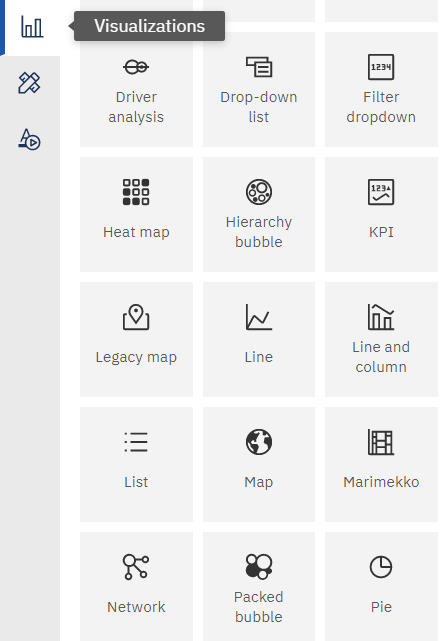 Visualizations
Driver
analysis
Drop-down
list
1234
Filter
dropdown
Heat map
Hierarchy
bubble
123
KPI
Legacy map
Line
Line and
column
List
Map
Marimekko
Network
Packed
bubble
Pie